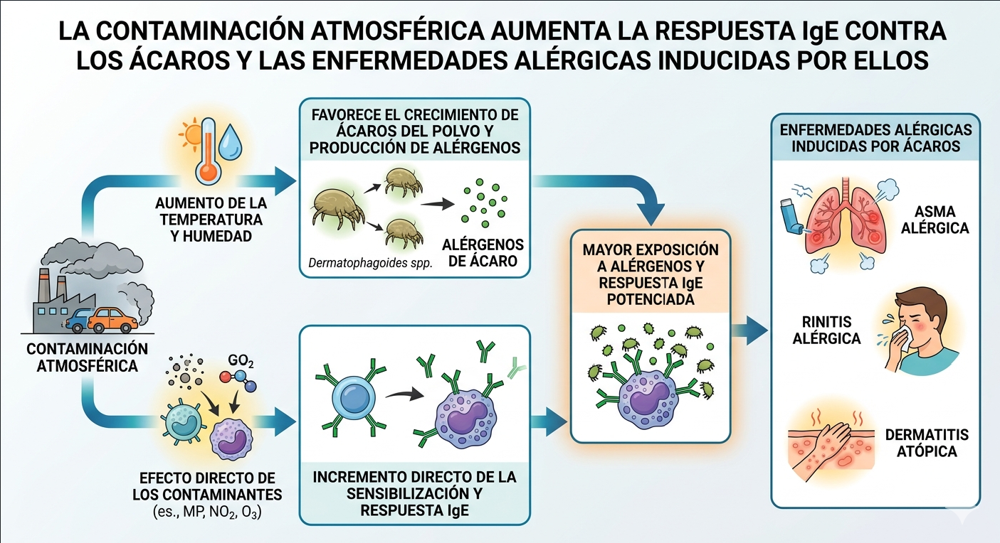 LA CONTAMINACIÓN ATMOSFÉRICA AUMENTA LA RESPUESTA IgE CONTRA
LOS ÁCAROS Y LAS ENFERMEDADES ALÉRGICAS INDUCIDAS POR ELLOS
CONTAMINACIÓN
ATMOSFÉRICA
AUMENTO DE LA
TEMPERATURA
Y HUMEDAD
FAVORECE EL CRECIMIENTO DE
ÁCAROS DEL POLVO Y
PRODUCCIÓN DE ALÉRGENOS
Dermatophagoides spp.
ALÉRGENOS
DE ÁCARO
GO₂
EFECTO DIRECTO DE
LOS CONTAMINANTES
(es., MP, NO₂, O₃)
INCREMENTO DIRECTO DE LA
SENSIBILIZACIÓN Y
RESPUESTA IgE
MAYOR EXPOSICIÓN
A ALÉRGENOS Y
RESPUESTA IgE
POTENCIADA
ENFERMEDADES ALÉRGICAS
INDUCIDAS POR ÁCAROS
ASMA
ALÉRGICA
RINITIS
ALÉRGICA
DERMATITIS
ATÓPICA